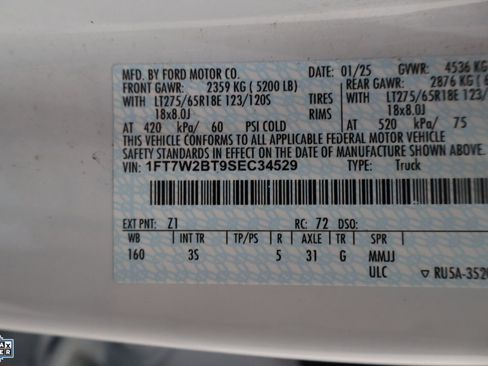 MFD. BY FORD MOTOR CO. DATE: 01/25 GVWR: 4536 KG
FRONT GAWR: 2359 KG ( 5200 LB) REAR GAWR: 2876 KG
WITH LT275/65R18E 123/120S TIRES WITH LT275/65R18E 123/
18x8.0J RIMS 18x8.0J
AT 420 kPa/ 60 PSI COLD AT 520 kPa/ 75
THIS VEHICLE CONFORMS TO ALL APPLICABLE FEDERAL MOTOR VEHICLE
SAFETY STANDARDS IN EFFECT ON THE DATE OF MANUFACTURE SHOWN ABOVE.
VIN: 1FT7W2BT9SEC34529 TYPE: Truck
EXT PNT: Z1 RC: 72 DSO:
WB INT TR TP/PS R AXLE TR SPR
160 3S 5 31 G MMJJ
ULC ▽ RU5A-3520